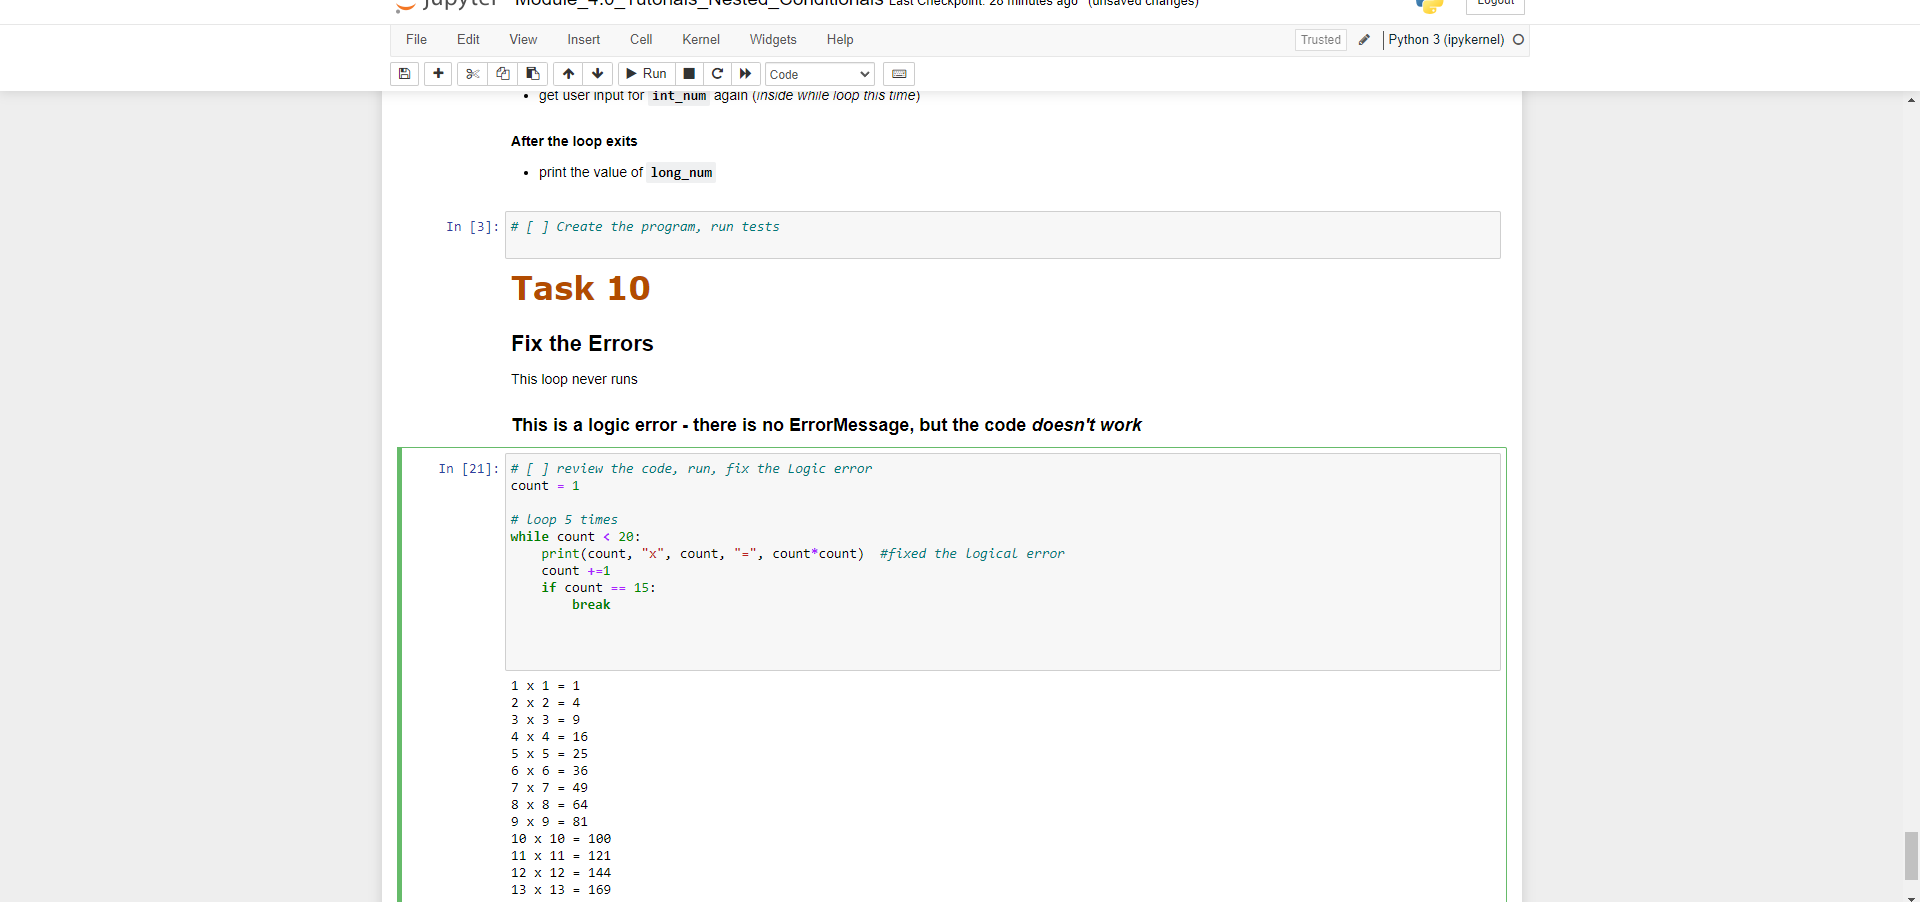 jupyter Module_4.0_Tutorials_Nested_Conditionals Last Checkpoint: 28 minutes ago (unsaved changes) Logout
File Edit View Insert Cell Kernel Widgets Help Trusted Python 3 (ipykernel)
Run Code
get user input for int_num again (inside while loop this time)
After the loop exits
print the value of long_num
In [3]: # [ ] Create the program, run tests
Task 10
Fix the Errors
This loop never runs
This is a logic error - there is no ErrorMessage, but the code doesn't work
In [21]: # [ ] review the code, run, fix the Logic error
count = 1
# loop 5 times
while count < 20:
    print(count, "x", count, "=", count*count)  #fixed the logical error
    count +=1
    if count == 15:
        break
1 x 1 = 1
2 x 2 = 4
3 x 3 = 9
4 x 4 = 16
5 x 5 = 25
6 x 6 = 36
7 x 7 = 49
8 x 8 = 64
9 x 9 = 81
10 x 10 = 100
11 x 11 = 121
12 x 12 = 144
13 x 13 = 169